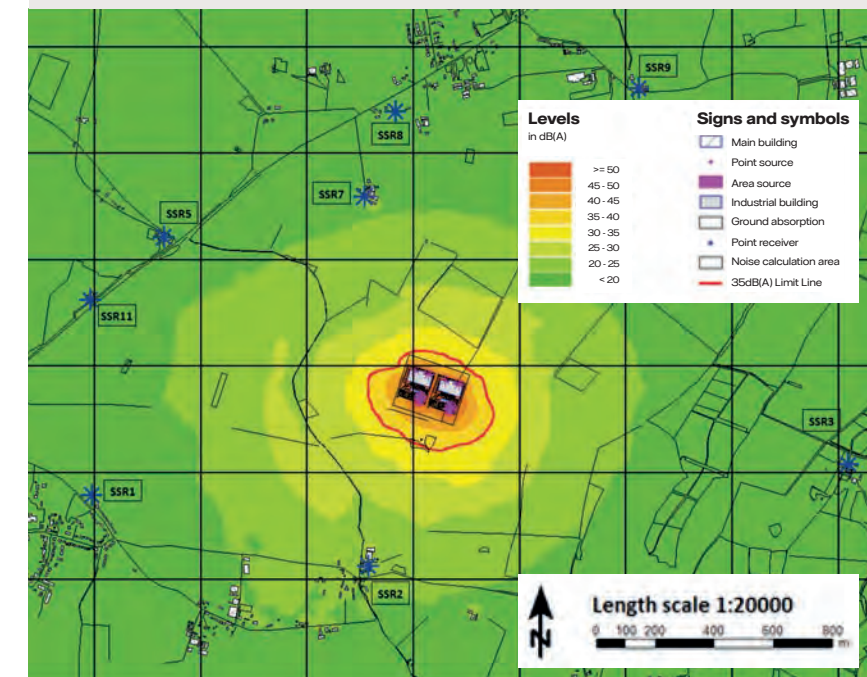 SSR9
SSR8
SSR7
SSR5
SSR11
SSR3
SSR1
SSR2
Levels
in dB(A)
>= 50
45 - 50
40 - 45
35 - 40
30 - 35
25 - 30
20 - 25
< 20
Signs and symbols
Main building
Point source
Area source
Industrial building
Ground absorption
Point receiver
Noise calculation area
35dB(A) Limit Line
N
Length scale 1:20000
0 100 200 400 600 800
m